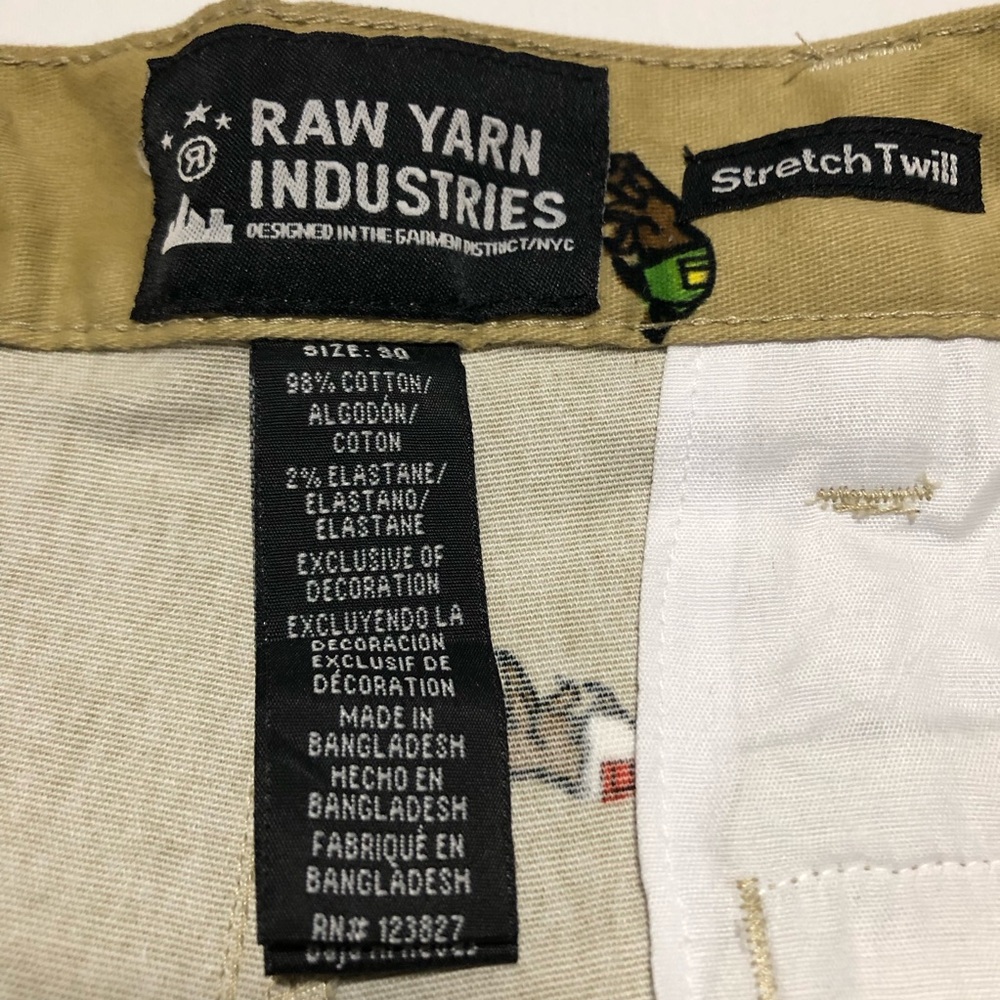 RAW YARN
INDUSTRIES
DESIGNED IN THE GARMENT DISTRICT/NYC
StretchTwill
SIZE: 30
98% COTTON/
ALGODÓN/
COTON
2% ELASTANE/
ELASTANO/
ELASTANE
EXCLUSIVE OF
DECORATION
EXCLUYENDO LA
DECORACIÓN
EXCLUSIF DE
DÉCORATION
MADE IN
BANGLADESH
HECHO EN
BANGLADESH
FABRIQUÉ EN
BANGLADESH
RN# 123827